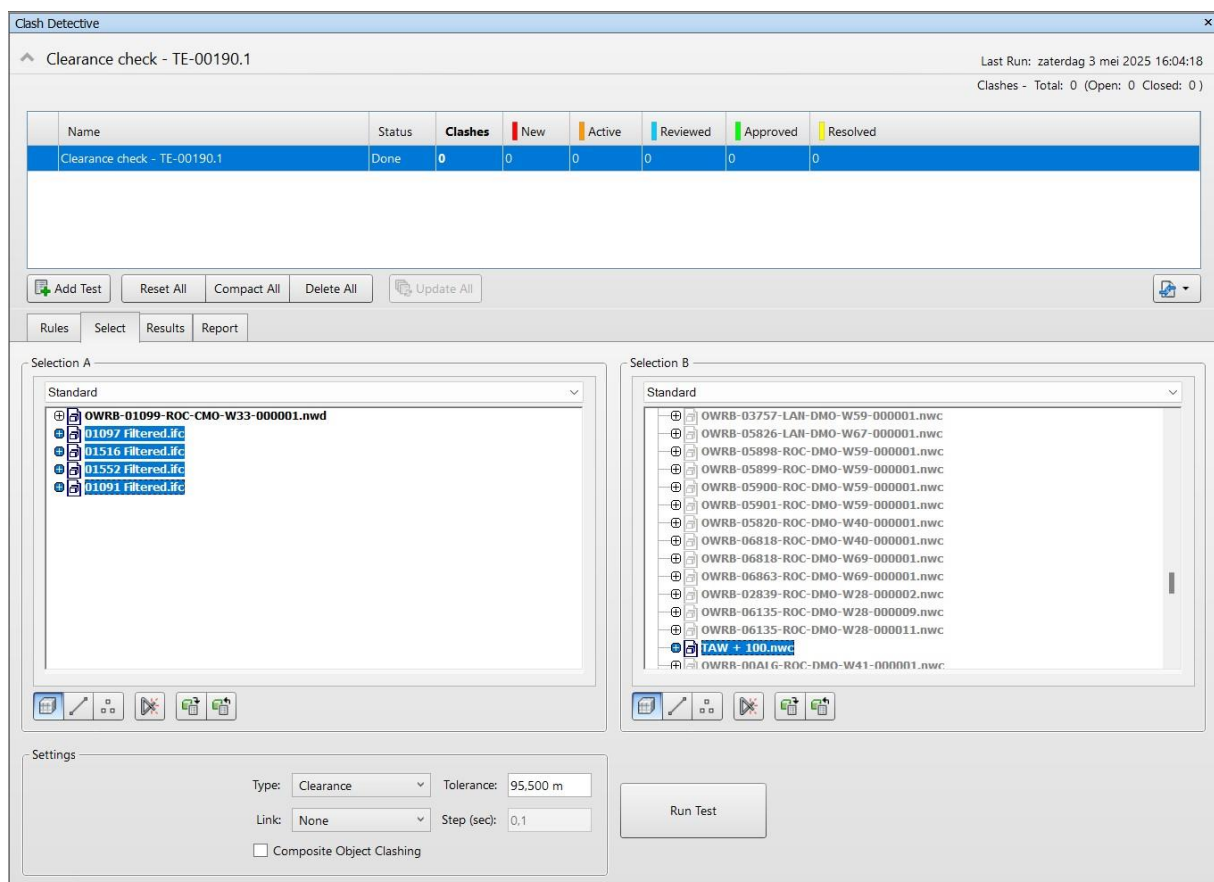 Clash Detective
Clearance check - TE-00190.1
Last Run: zaterdag 3 mei 2025 16:04:18
Clashes - Total: 0 (Open: 0 Closed: 0 )
Name Status Clashes New Active Reviewed Approved Resolved
Clearance check - TE-00190.1 Done 0 0 0 0 0 0
Add Test Reset All Compact All Delete All Update All
Rules Select Results Report
Selection A
Standard
OWRB-01099-ROC-CMO-W33-000001.nwd
01097 Filtered.ifc
01516 Filtered.ifc
01552 Filtered.ifc
01091 Filtered.ifc
Selection B
Standard
OWRB-03757-LAN-DMO-W59-000001.nwc
OWRB-05826-LAN-DMO-W67-000001.nwc
OWRB-05898-ROC-DMO-W59-000001.nwc
OWRB-05899-ROC-DMO-W59-000001.nwc
OWRB-05900-ROC-DMO-W59-000001.nwc
OWRB-05901-ROC-DMO-W59-000001.nwc
OWRB-05820-ROC-DMO-W40-000001.nwc
OWRB-06818-ROC-DMO-W40-000001.nwc
OWRB-06818-ROC-DMO-W69-000001.nwc
OWRB-06863-ROC-DMO-W69-000001.nwc
OWRB-02839-ROC-DMO-W28-000002.nwc
OWRB-06135-ROC-DMO-W28-000009.nwc
OWRB-06135-ROC-DMO-W28-000011.nwc
TAW + 100.nwc
OWRB-00ALG-ROC-DMO-W41-000001.nwc
Settings
Type: Clearance Tolerance: 95,500 m
Link: None Step (sec): 0,1
Composite Object Clashing
Run Test